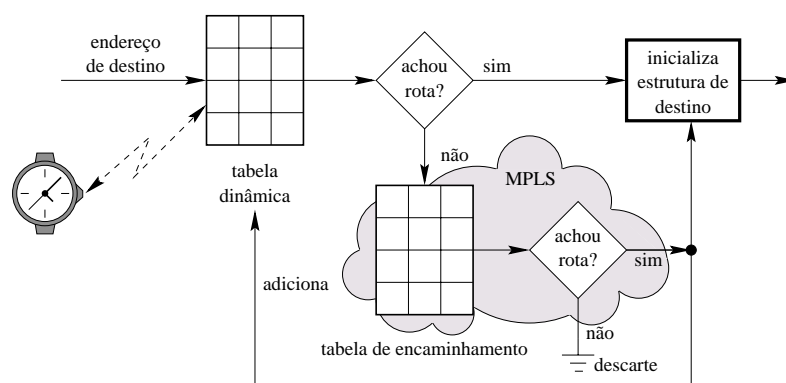 endereço
de destino
tabela
dinâmica
achou
rota?
sim
inicializa
estrutura de
destino
não
MPLS
achou
rota?
sim
não
descarte
tabela de encaminhamento
adiciona